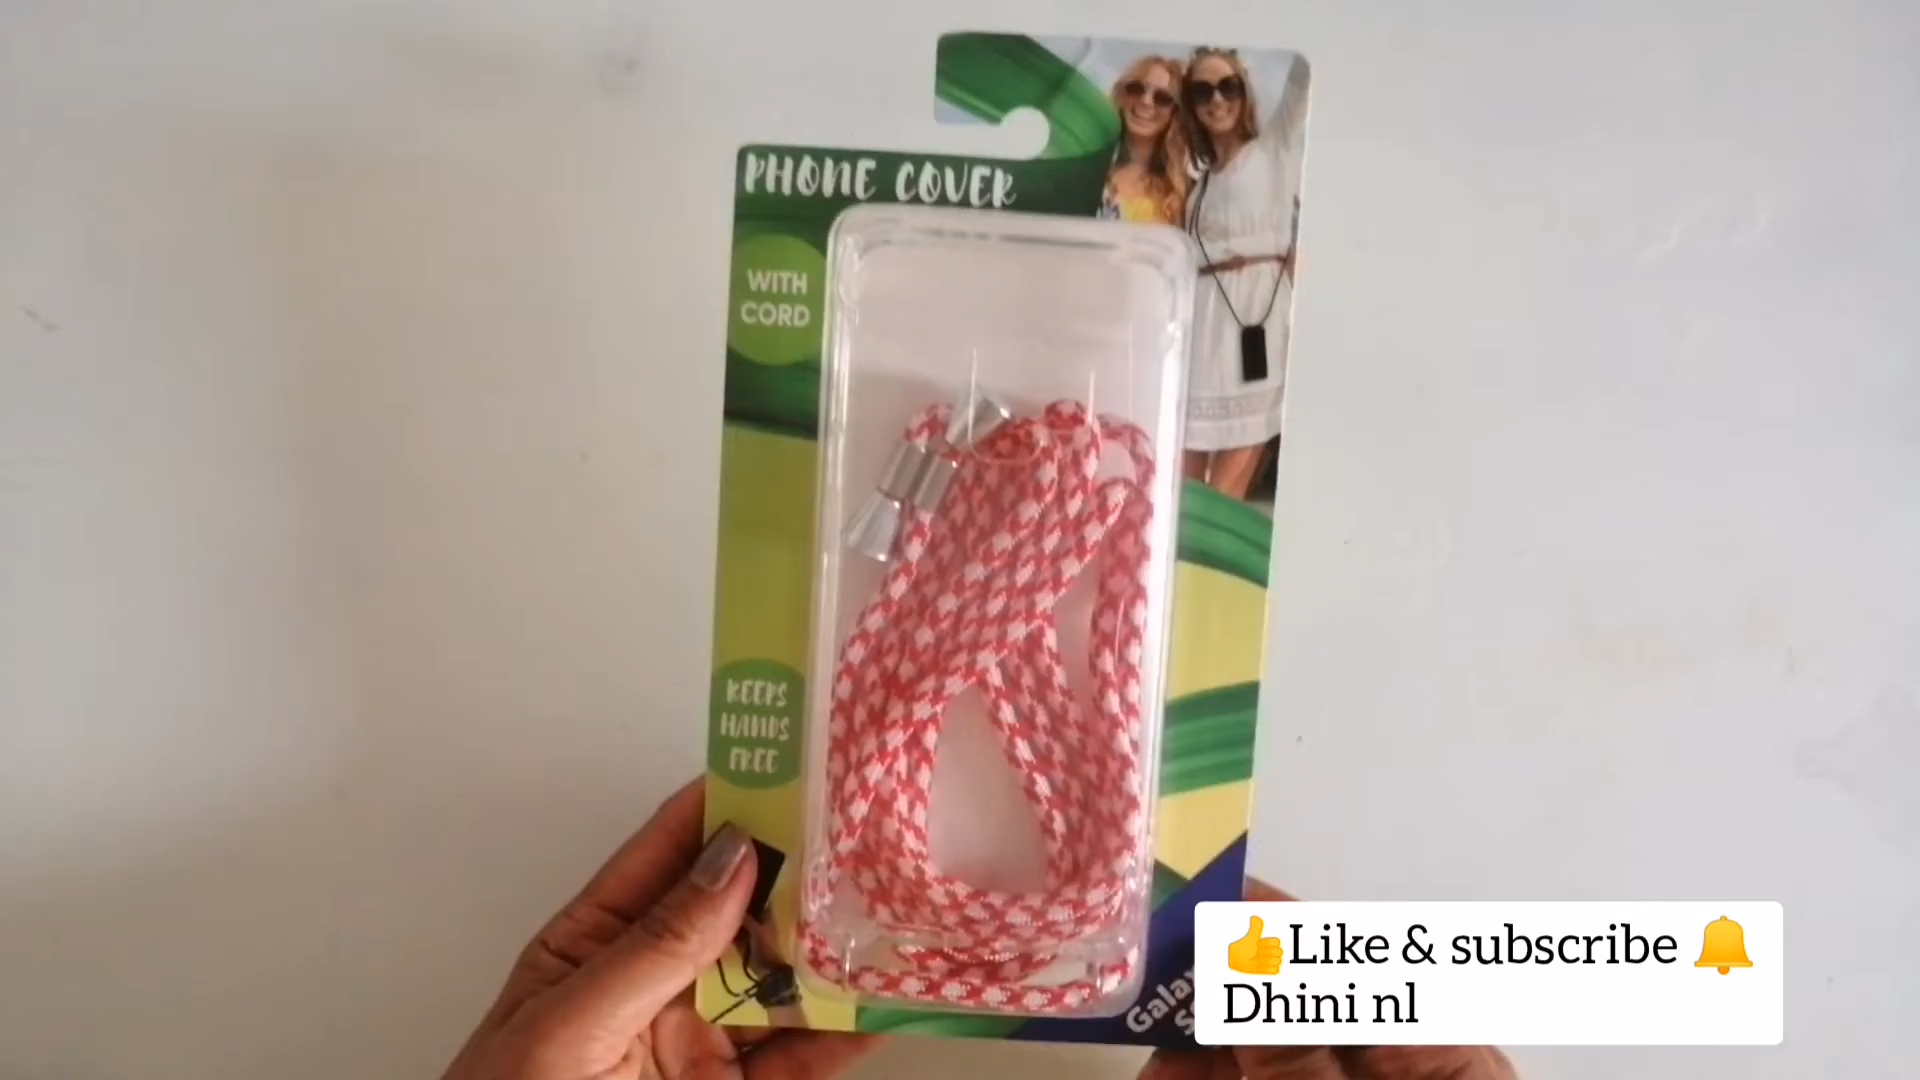 PHONE COVER
WITH
CORD
KEEPS
HANDS
FREE
👍Like & subscribe 🔔
Dhini nl